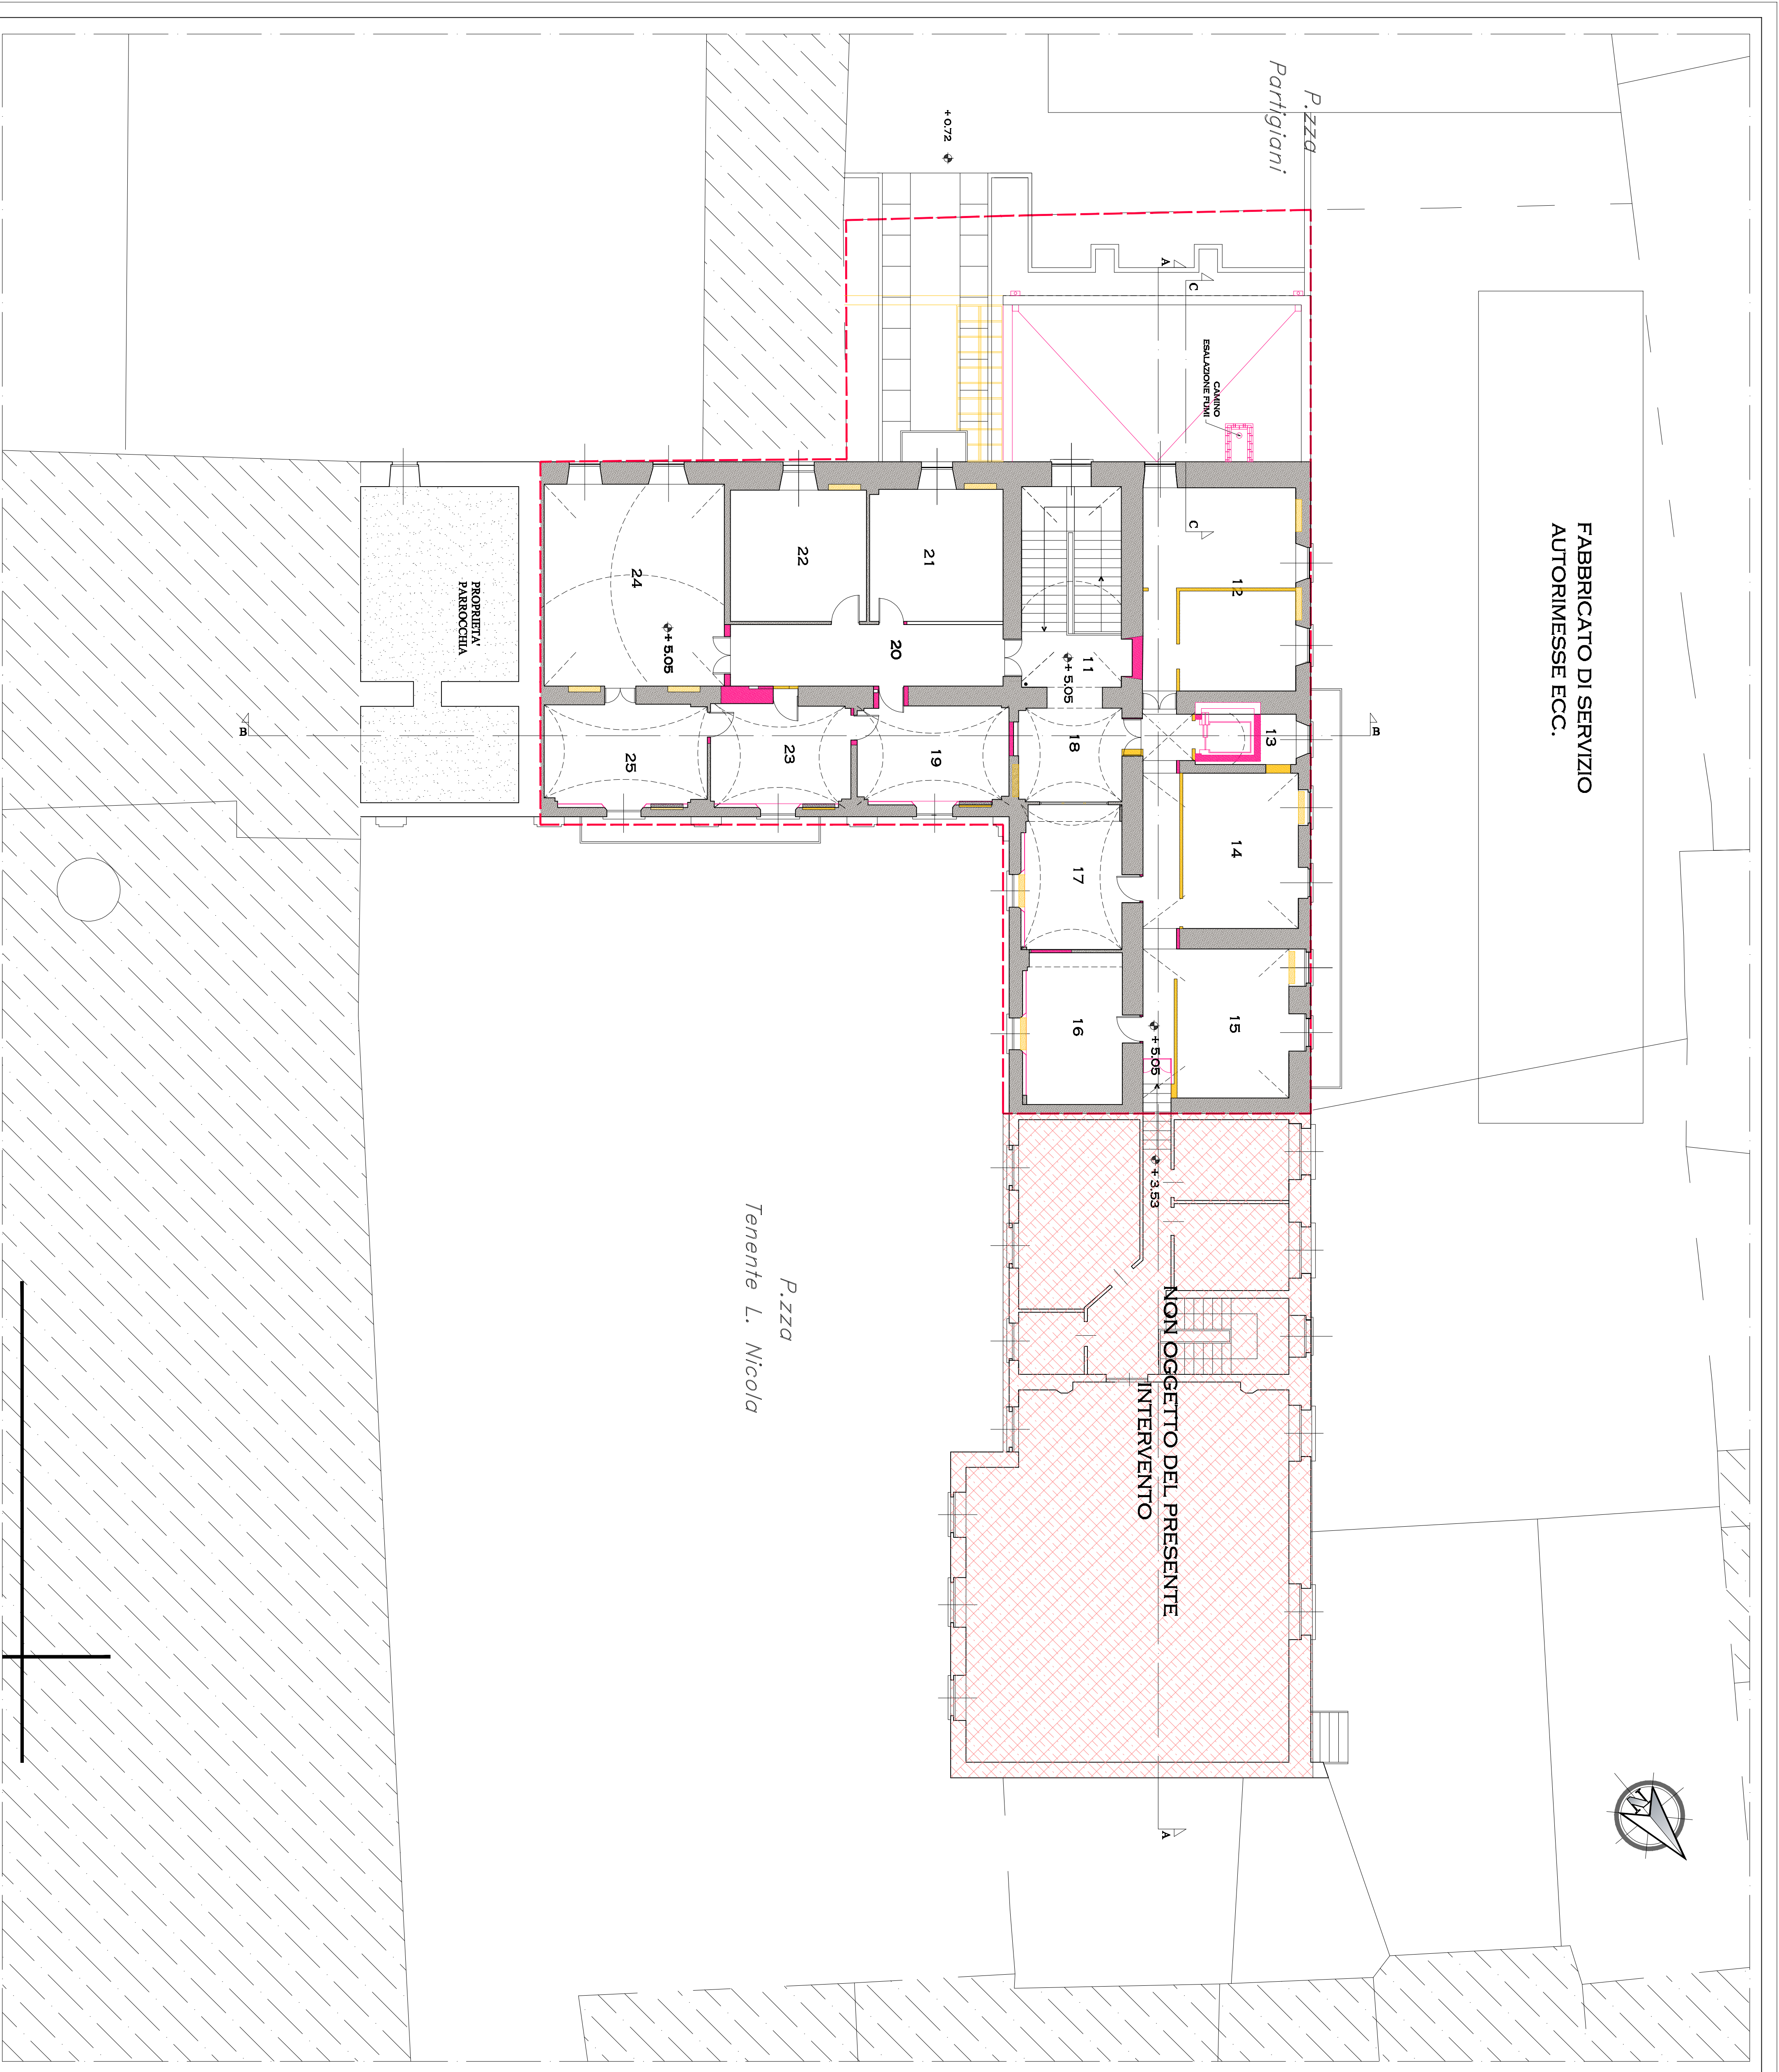 P.zza
Partigiani
+ 0.72
FABBRICATO DI SERVIZIO
AUTORIMESSE ECC.
A
C
CAMINO
ESALAZIONE FUMI
C
12
11
+ 5.05
13
B
B
14
15
16
17
18
19
20
21
22
23
24
+ 5.05
25
PROPRIETA'
PARROCCHIA
+ 5.05
+ 3.53
NON OGGETTO DEL PRESENTE
INTERVENTO
P.zza
Tenente L. Nicola
A
N